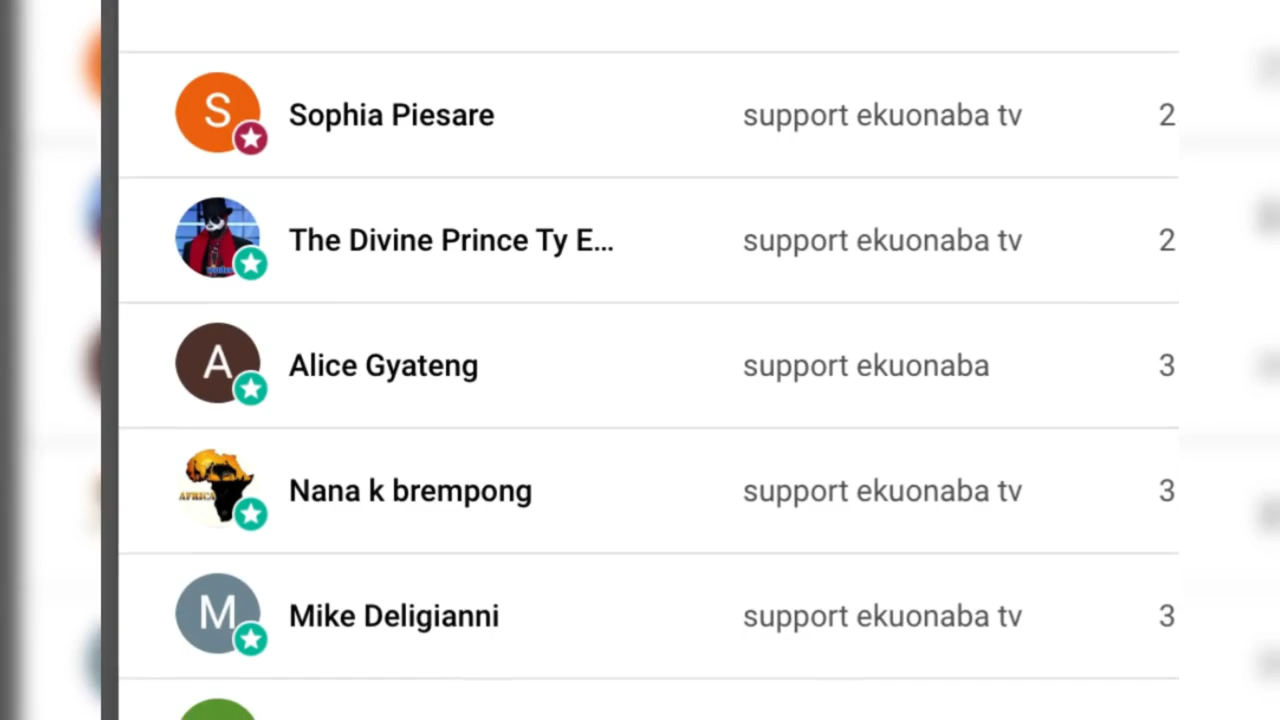 S Sophia Piesare support ekuonaba tv 2
The Divine Prince Ty E... support ekuonaba tv 2
A Alice Gyateng support ekuonaba 3
AFRICA Nana k brempong support ekuonaba tv 3
M Mike Deligianni support ekuonaba tv 3